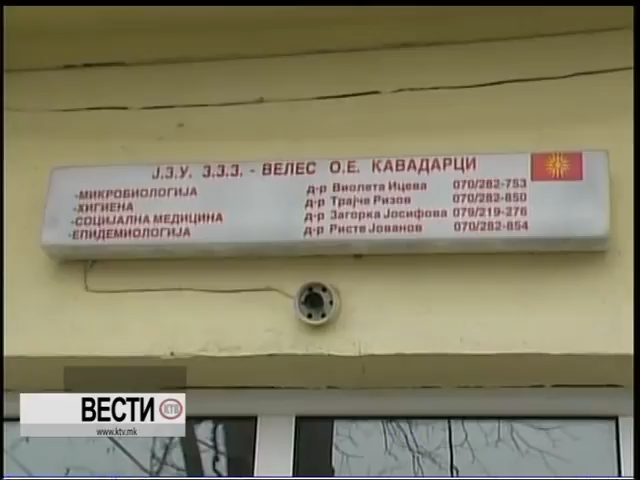 Ј.З.У. З.З.З. - ВЕЛЕС О.Е. КАВАДАРЦИ
-МИКРОБИОЛОГИЈА д-р Виолета Ицева 070/282-753
-ХИГИЕНА д-р Трајче Ризов 070/282-850
-СОЦИЈАЛНА МЕДИЦИНА д-р Загорка Јосифова 079/219-276
-ЕПИДЕМИОЛОГИЈА д-р Ристе Јованов 070/282-854
ВЕСТИ КТВ
www.ktv.mk